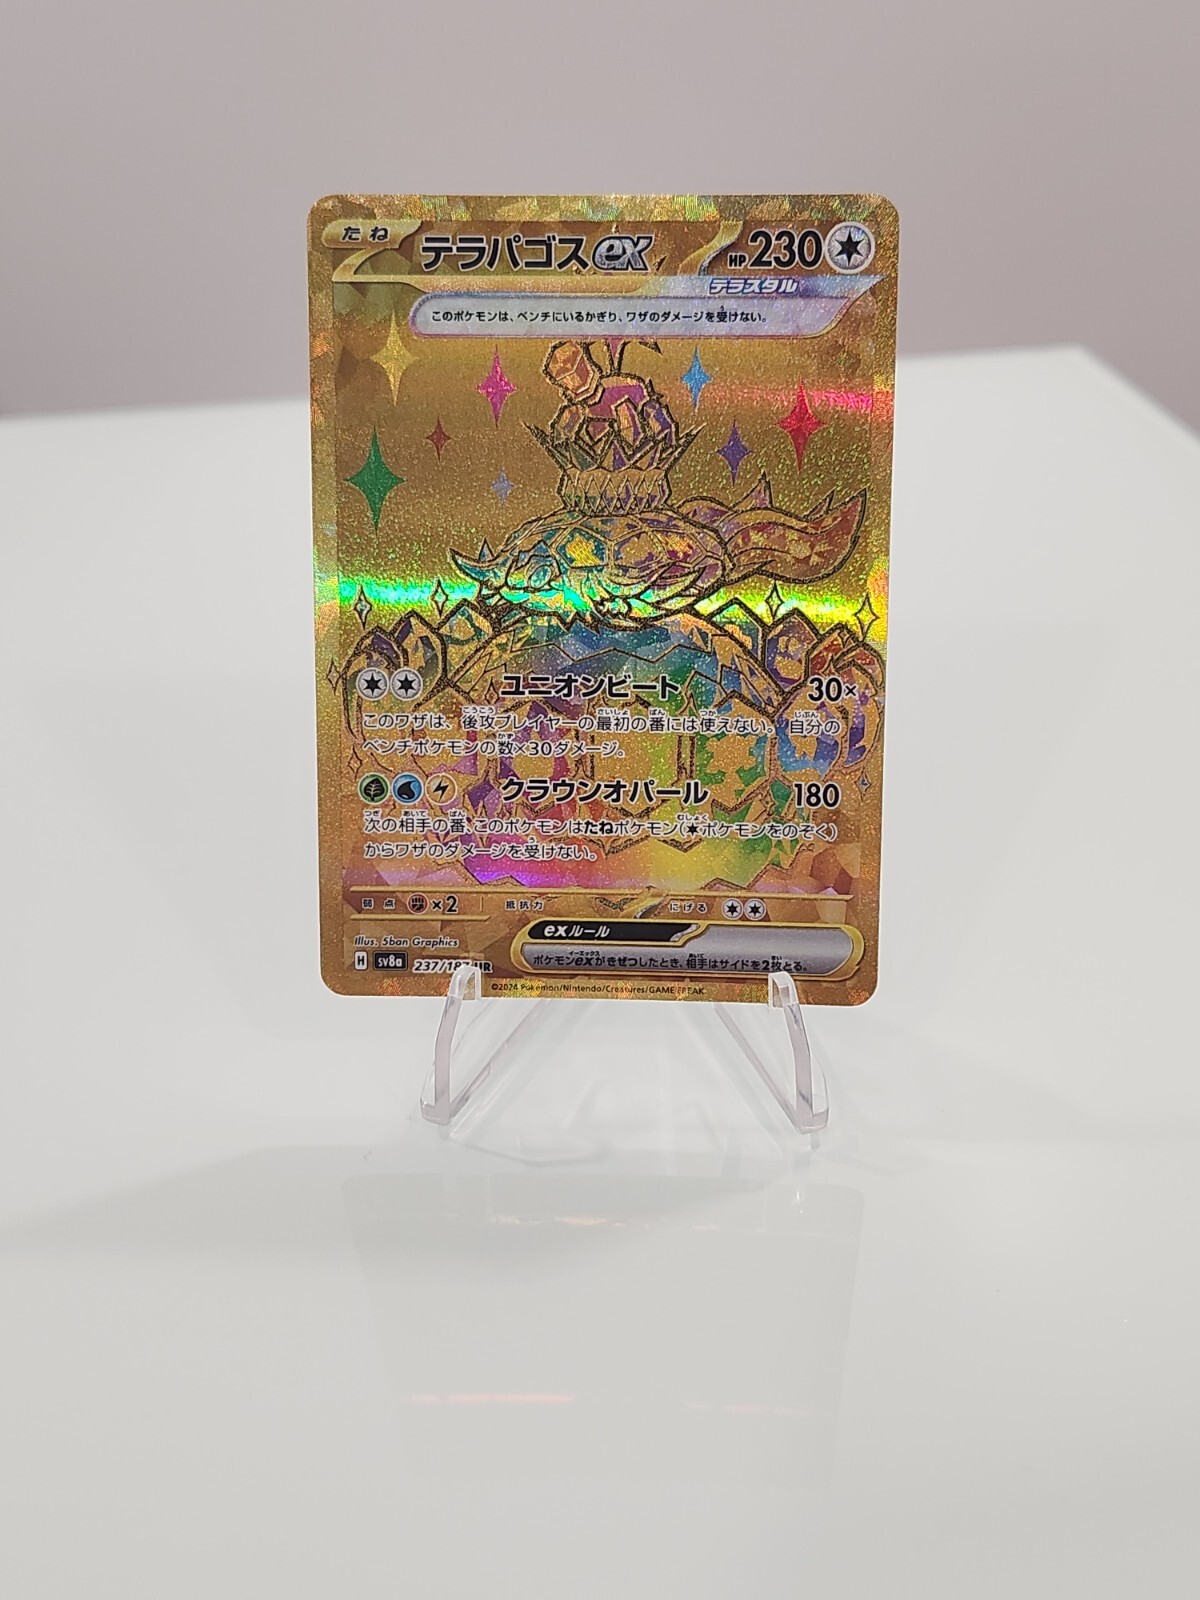 たね テラパゴスex HP230
テラスタル
このポケモンは、ベンチにいるかぎり、ワザのダメージを受けない。
ユニオンビート 30×
このワザは、後攻プレイヤーの最初の番には使えない。自分の
ベンチポケモンの数×30ダメージ。
クラウンオパール 180
次の相手の番、このポケモンはたねポケモン(ポケモンをのぞく)
からワザのダメージを受けない。
弱点 ×2 抵抗力 にげる
Illus. 5ban Graphics
exルール
H sv8a 237/187 UR
ポケモンexがきぜつしたとき、相手はサイドを2枚とる。
©2024 Pokémon/Nintendo/Creatures/GAME FREAK